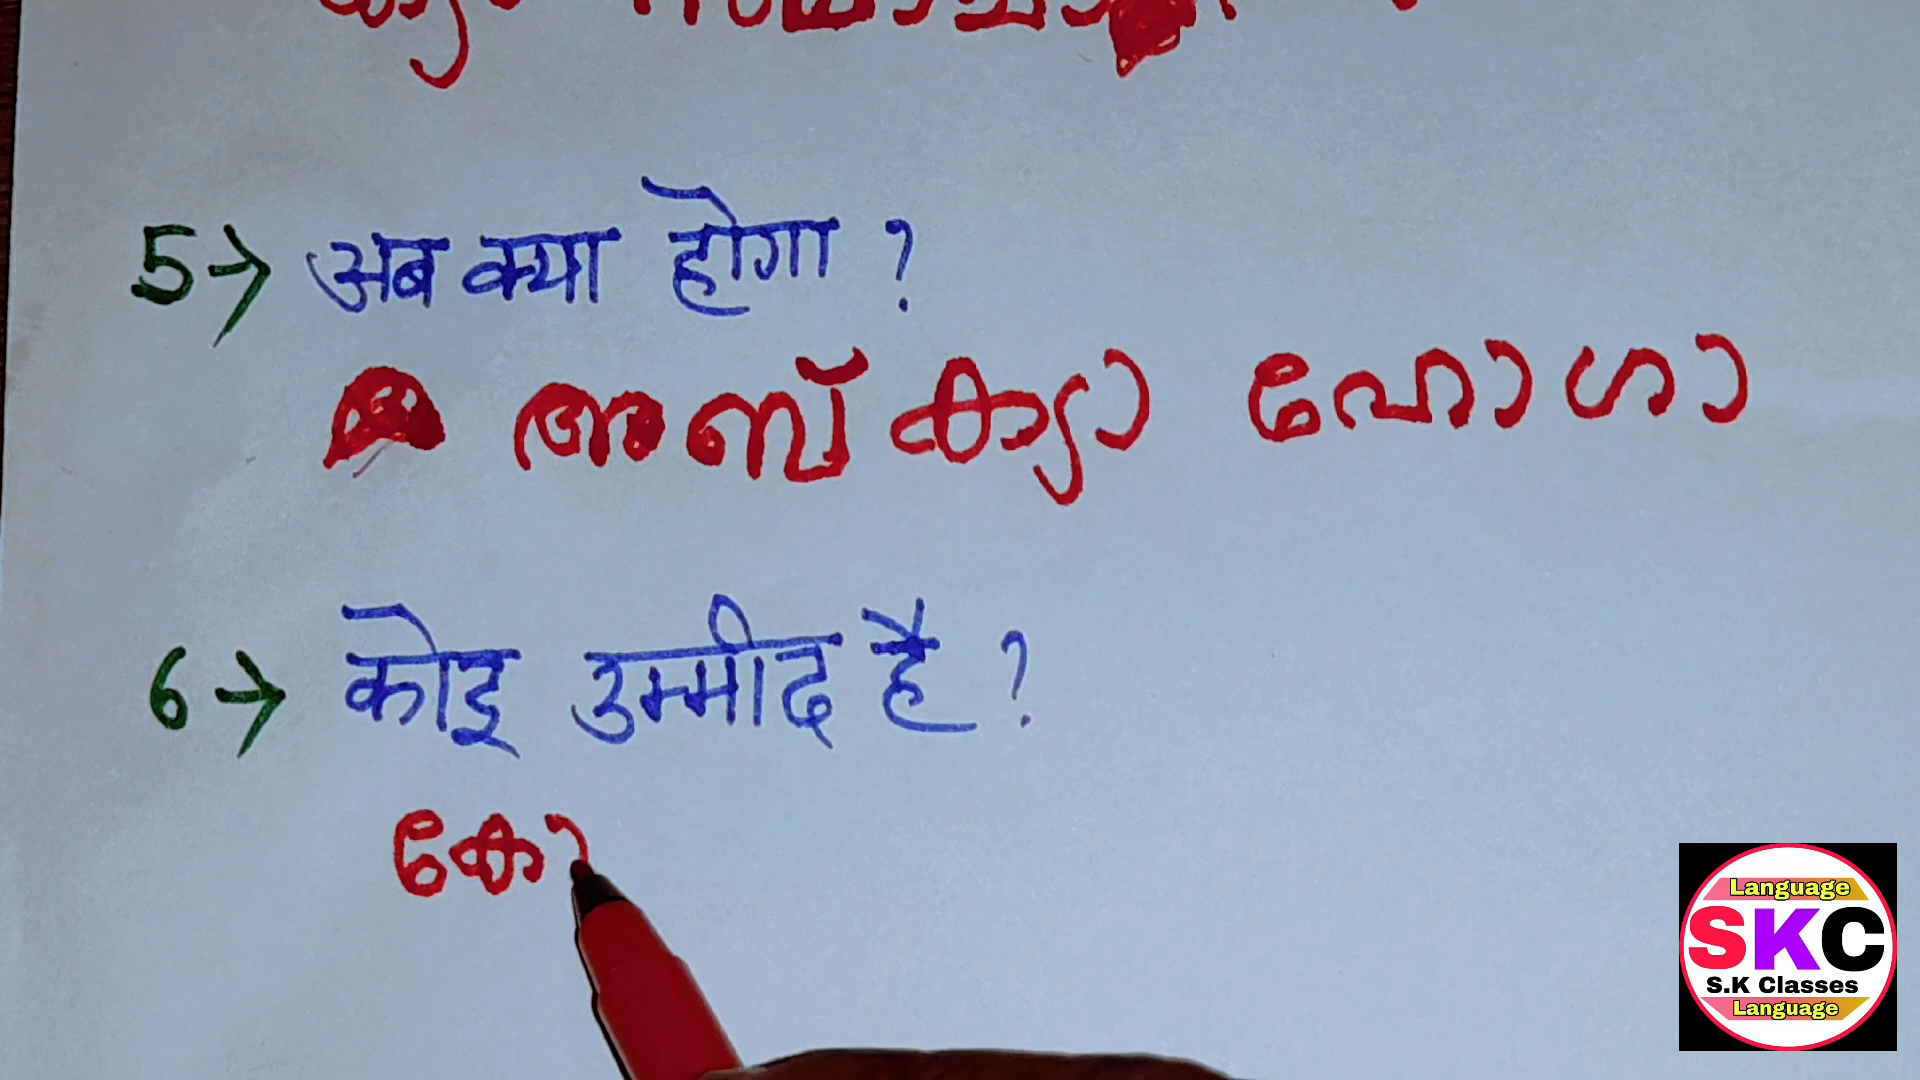 5→ अब क्या होगा ?
അബ് ക്യാ ഹോഗാ
6→ कोइ उम्मीद है ?
കോ
Language
SKC
S.K Classes
Language